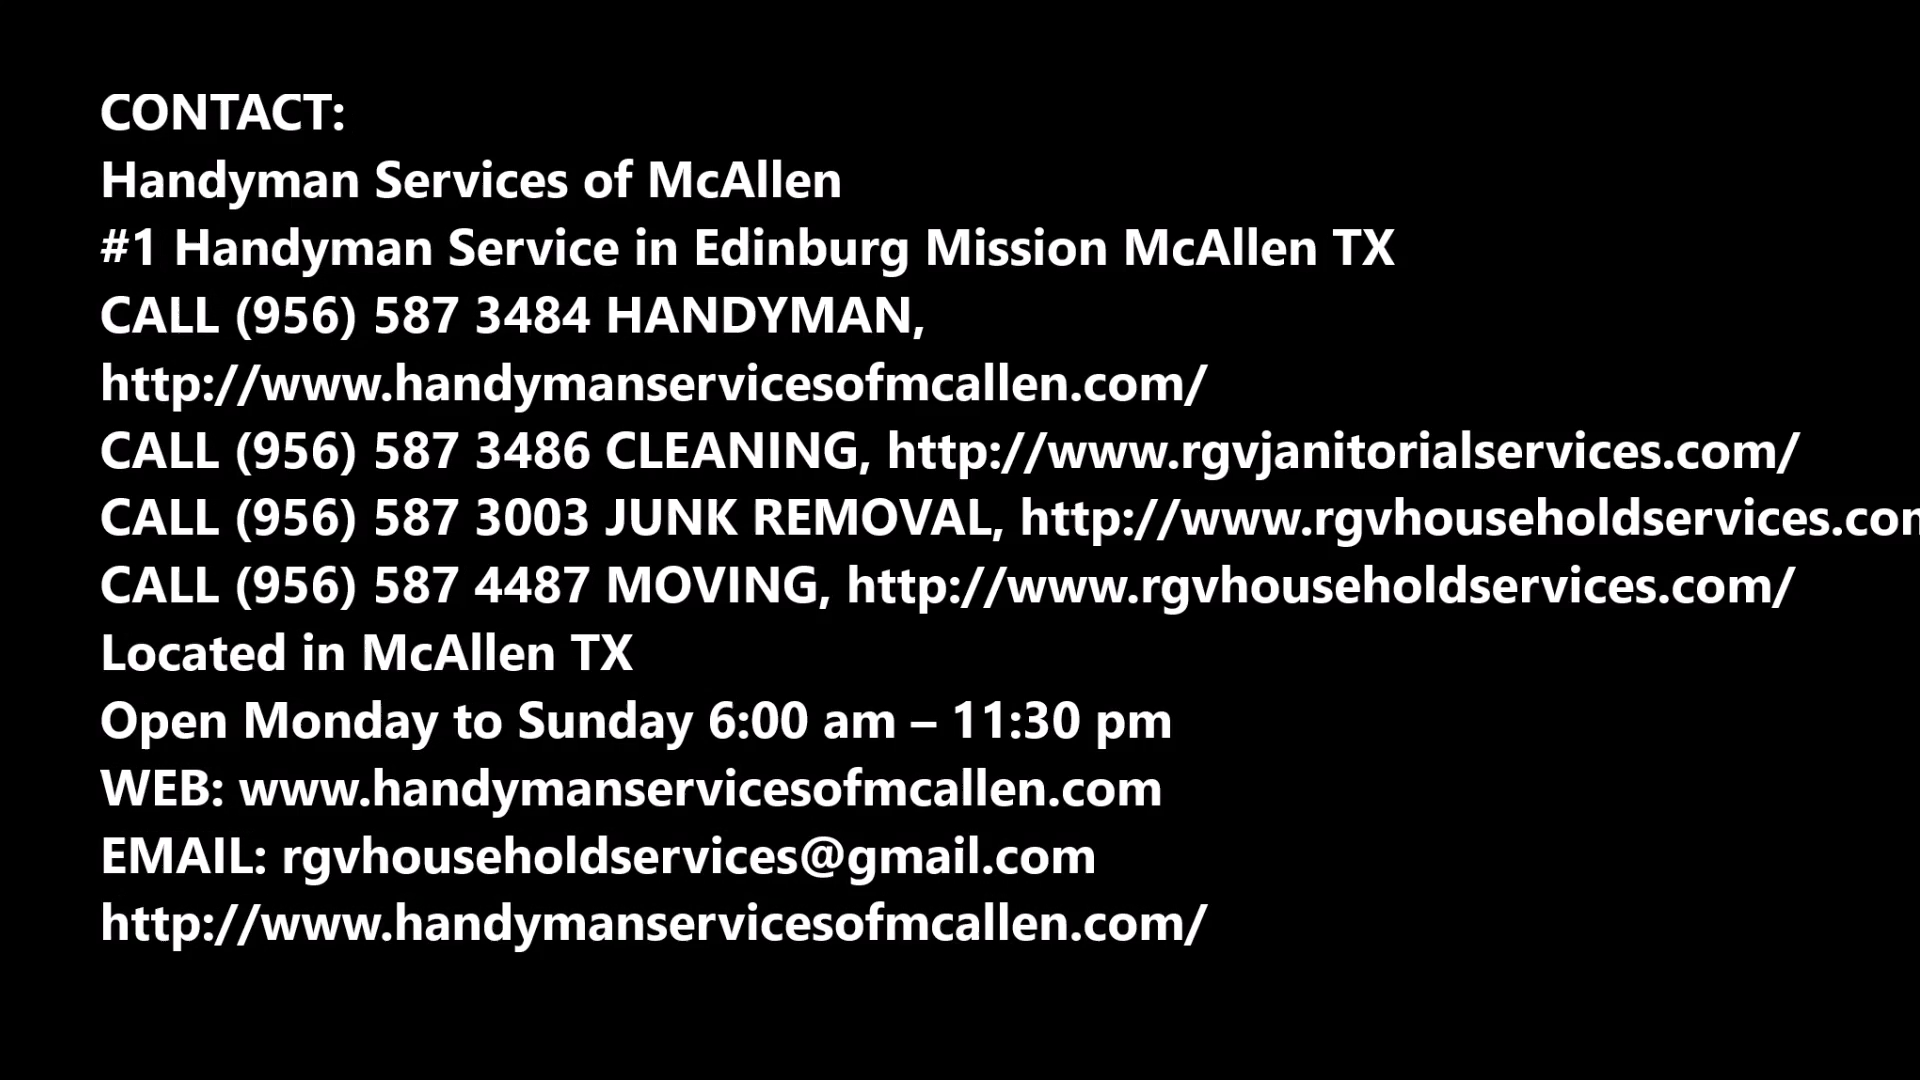 CONTACT:
Handyman Services of McAllen
#1 Handyman Service in Edinburg Mission McAllen TX
CALL (956) 587 3484 HANDYMAN,
http://www.handymanservicesofmcallen.com/
CALL (956) 587 3486 CLEANING, http://www.rgvjanitorialservices.com/
CALL (956) 587 3003 JUNK REMOVAL, http://www.rgvhouseholdservices.com
CALL (956) 587 4487 MOVING, http://www.rgvhouseholdservices.com/
Located in McAllen TX
Open Monday to Sunday 6:00 am – 11:30 pm
WEB: www.handymanservicesofmcallen.com
EMAIL: rgvhouseholdservices@gmail.com
http://www.handymanservicesofmcallen.com/